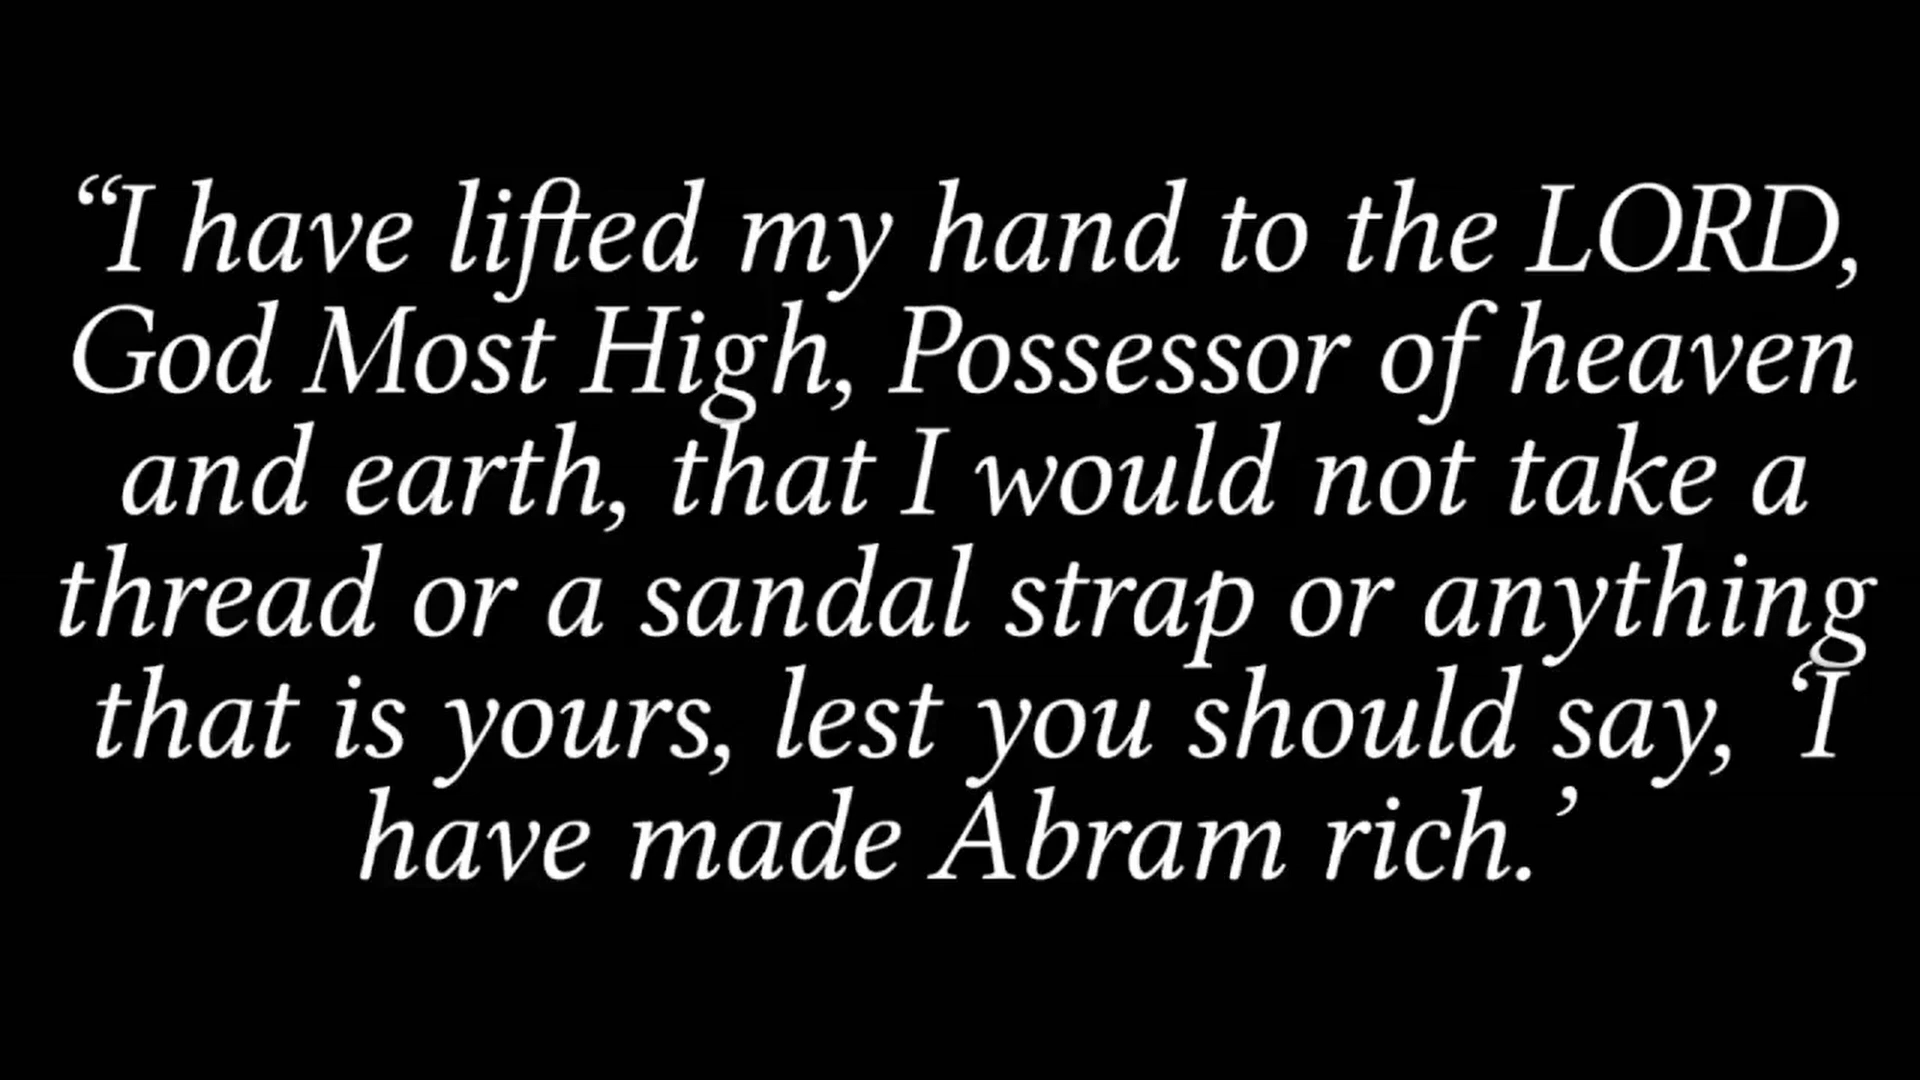 “I have lifted my hand to the LORD,
God Most High, Possessor of heaven
and earth, that I would not take a
thread or a sandal strap or anything
that is yours, lest you should say, ‘I
have made Abram rich.’